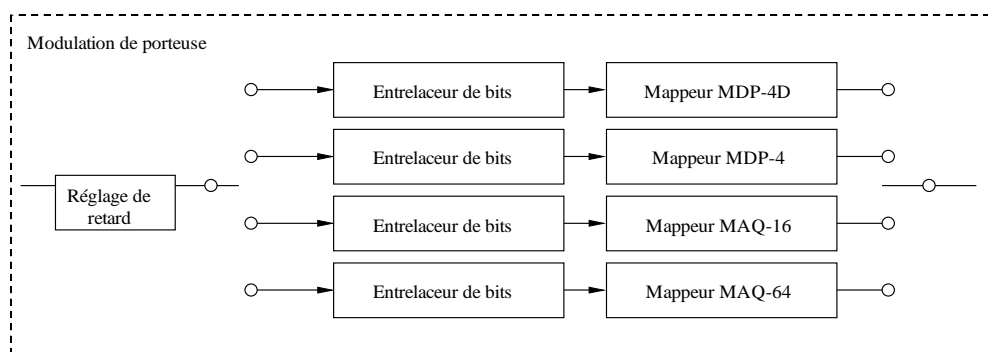 Modulation de porteuse
Entrelaceur de bits
Mappeur MDP-4D
Entrelaceur de bits
Mappeur MDP-4
Réglage de
retard
Entrelaceur de bits
Mappeur MAQ-16
Entrelaceur de bits
Mappeur MAQ-64